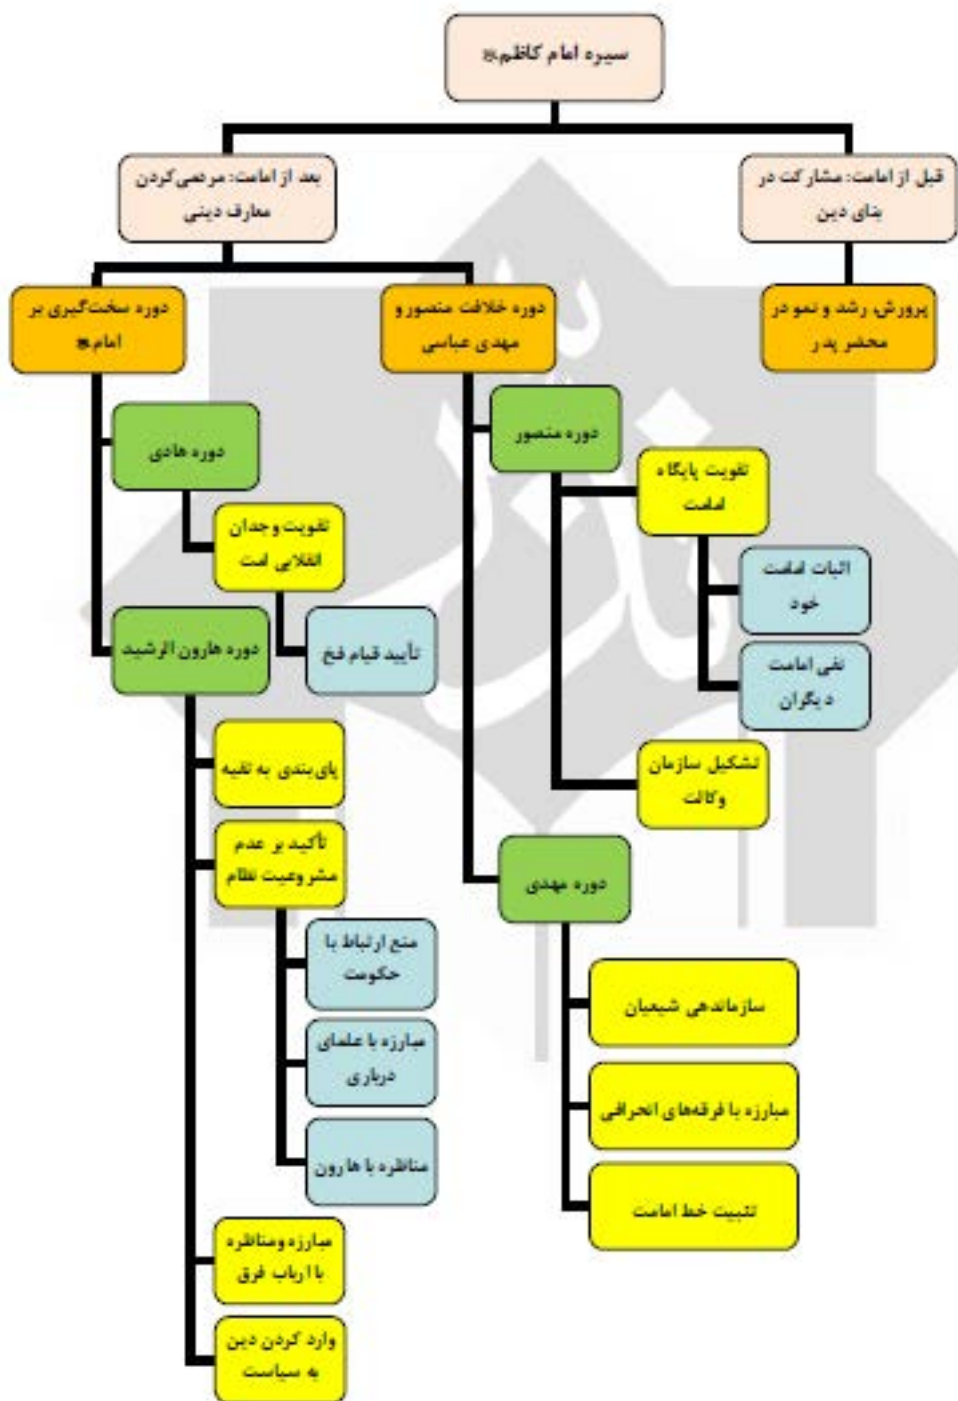 سیره امام کاظم
قبل از امامت: مشارکت در
بنای دین
پرورش، رشد و نمو در
محضر پدر
بعد از امامت: مردمی‌کردن
معارف دینی
دوره خلافت منصور و
مهدی عباسی
دوره منصور
تقویت پایگاه
امامت
اثبات امامت
خود
نفی امامت
دیگران
تشکیل سازمان
وکالت
دوره مهدی
سازماندهی شیعیان
مبارزه با فرقه‌های انحرافی
تثبیت خط امامت
دوره سخت‌گیری بر
امام
دوره هادی
تقویت وجدان
انقلابی امت
تأیید قیام فخ
دوره هارون الرشید
پای‌بندی به تقیه
تأکید بر عدم
مشروعیت نظام
منع ارتباط با
حکومت
مبارزه با علمای
درباری
مناظره با هارون
مبارزه و مناظره
با ارباب فرق
وارد کردن دین
به سیاست